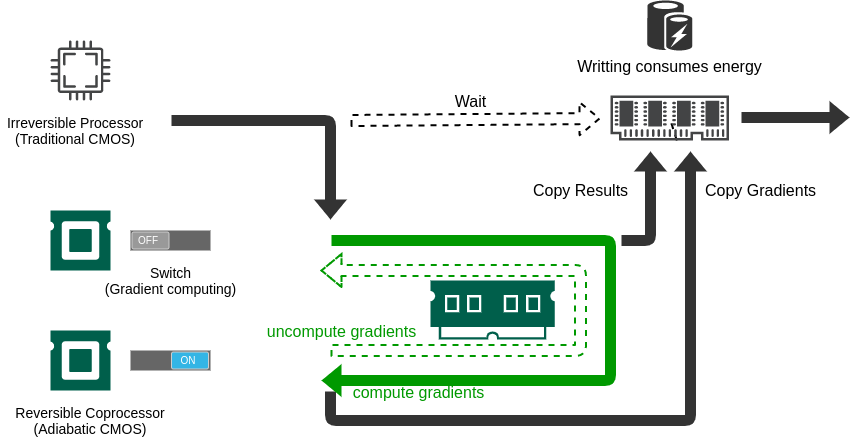 Writting consumes energy
Wait
Irreversible Processor
(Traditional CMOS)
Copy Results
Copy Gradients
OFF
Switch
(Gradient computing)
uncompute gradients
ON
compute gradients
Reversible Coprocessor
(Adiabatic CMOS)